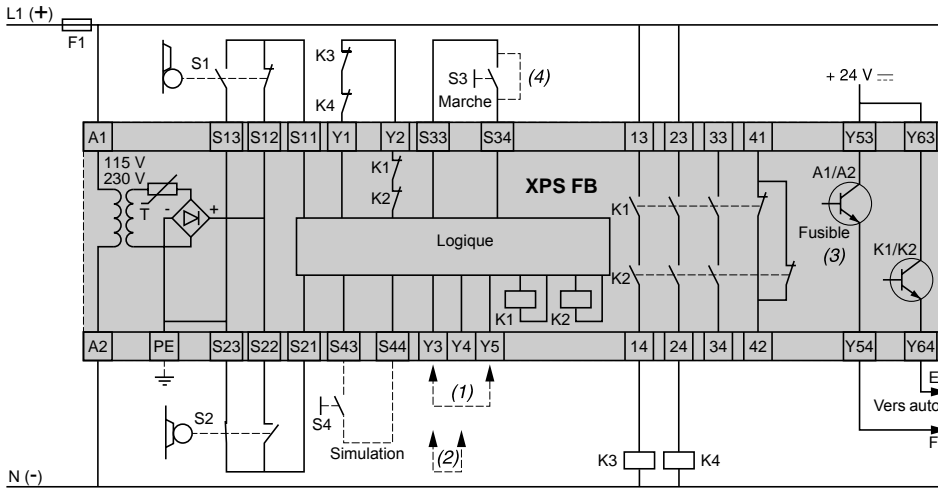 L1 (+)
F1
S1
K3
K4
S3
Marche
(4)
+ 24 V
A1
S13
S12
S11
Y1
Y2
S33
S34
13
23
33
41
Y53
Y63
115 V
230 V
T
-
+
K1
K2
XPS FB
Logique
K1
K2
K1
K2
A1/A2
Fusible
(3)
K1/K2
A2
PE
S23
S22
S21
S43
S44
Y3
Y4
Y5
14
24
34
42
Y54
Y64
S2
S4
Simulation
(1)
(2)
E
Vers auto
F
K3
K4
N (-)